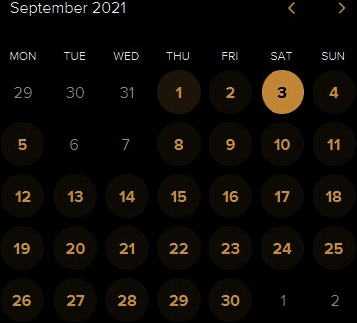 September 2021
MON TUE WED THU FRI SAT SUN
29 30 31 1 2 3 4
5 6 7 8 9 10 11
12 13 14 15 16 17 18
19 20 21 22 23 24 25
26 27 28 29 30 1 2